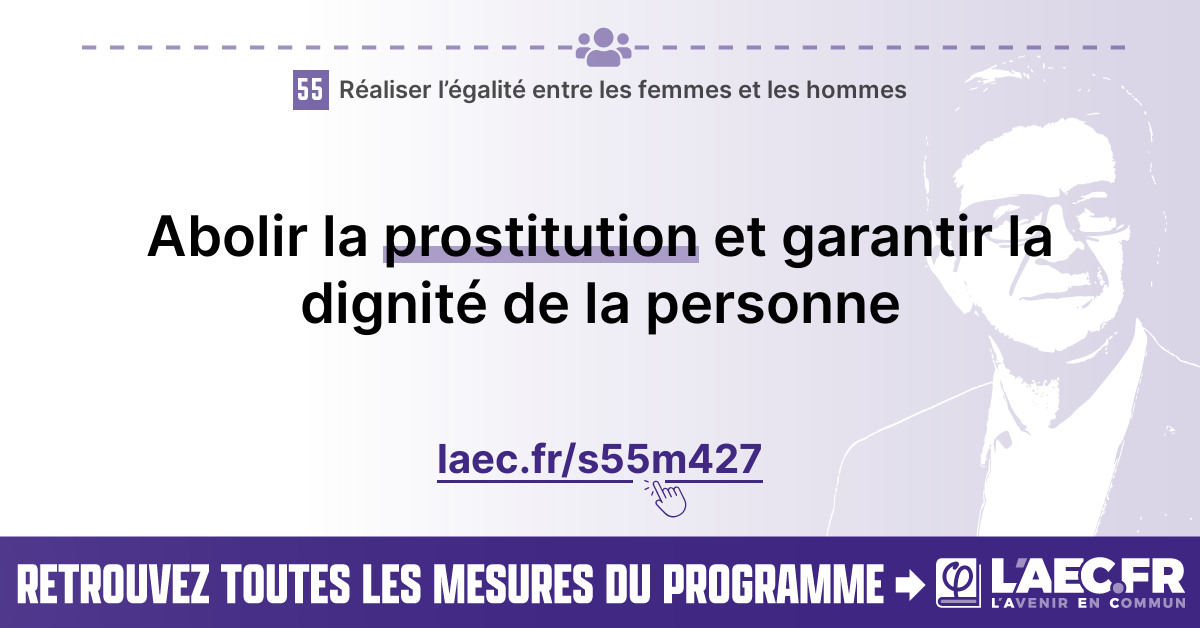 55 Réaliser l’égalité entre les femmes et les hommes
Abolir la prostitution et garantir la
dignité de la personne
laec.fr/s55m427
RETROUVEZ TOUTES LES MESURES DU PROGRAMME
φ L'AEC.FR
L'AVENIR EN COMMUN